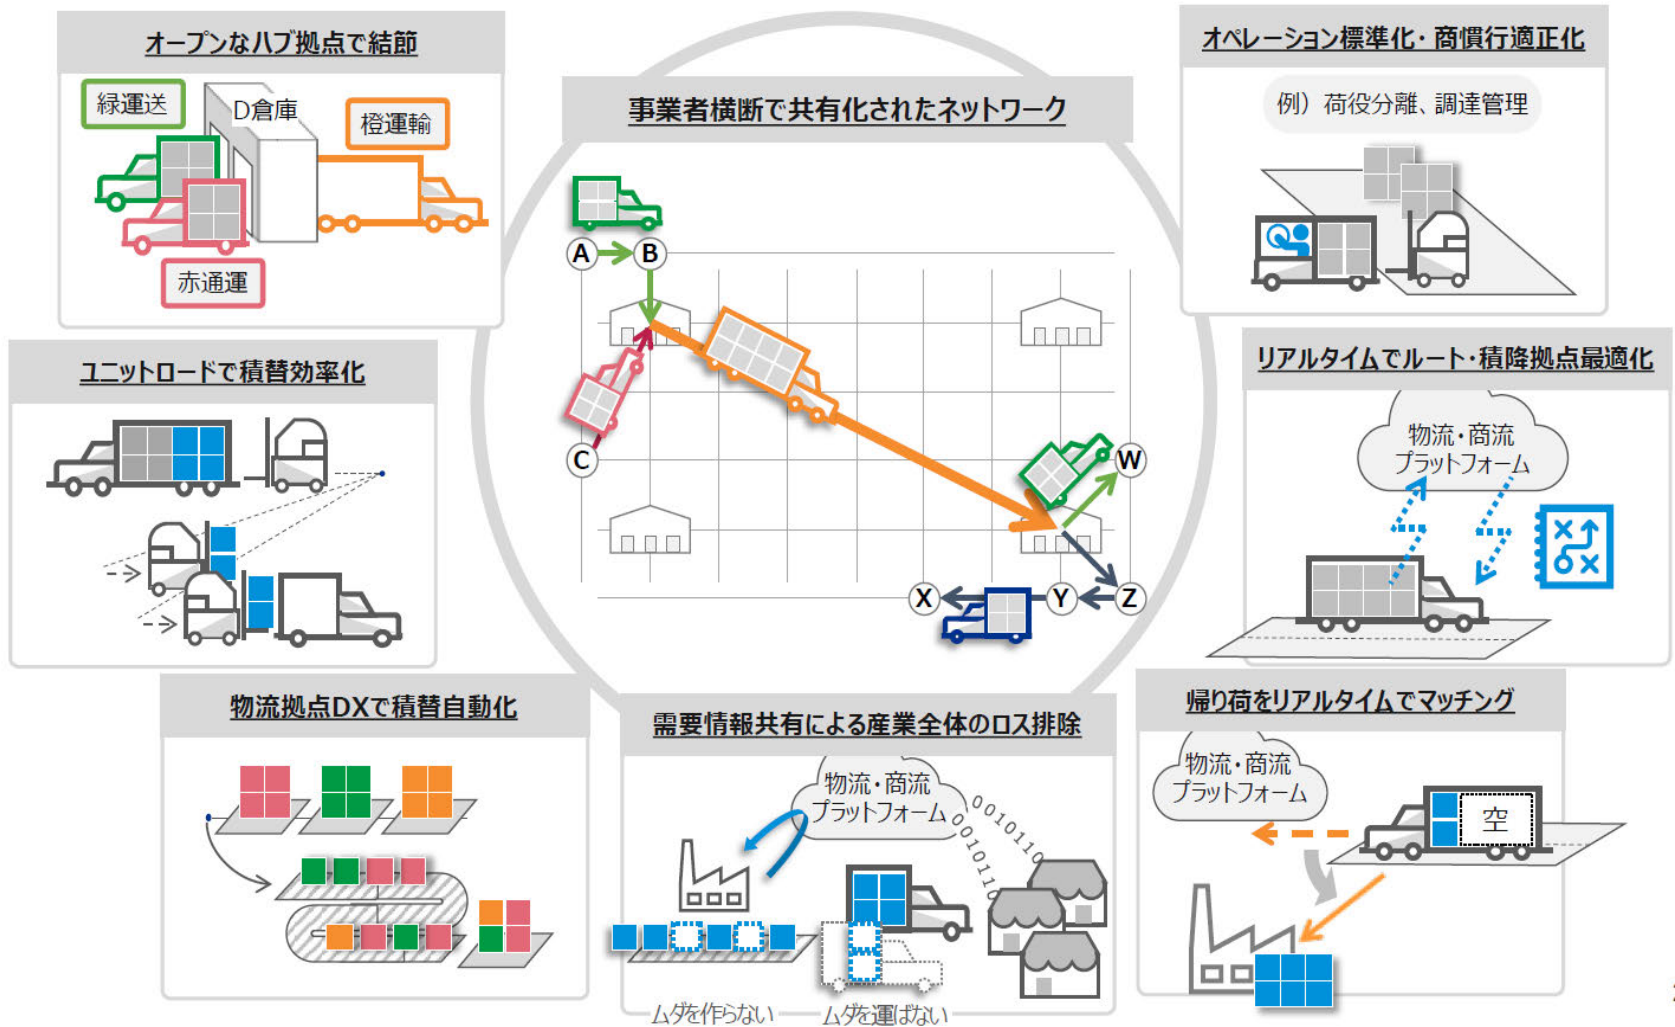 オープンなハブ拠点で結節
緑運送
D倉庫
橙運輸
赤通運
事業者横断で共有化されたネットワーク
A
B
C
W
X
Y
Z
オペレーション標準化・商慣行適正化
例）荷役分離、調達管理
ユニットロードで積替効率化
リアルタイムでルート・積降拠点最適化
物流・商流
プラットフォーム
物流拠点DXで積替自動化
需要情報共有による産業全体のロス排除
物流・商流
プラットフォーム
0010110
0010110
ムダを作らない
ムダを運ばない
帰り荷をリアルタイムでマッチング
物流・商流
プラットフォーム
空